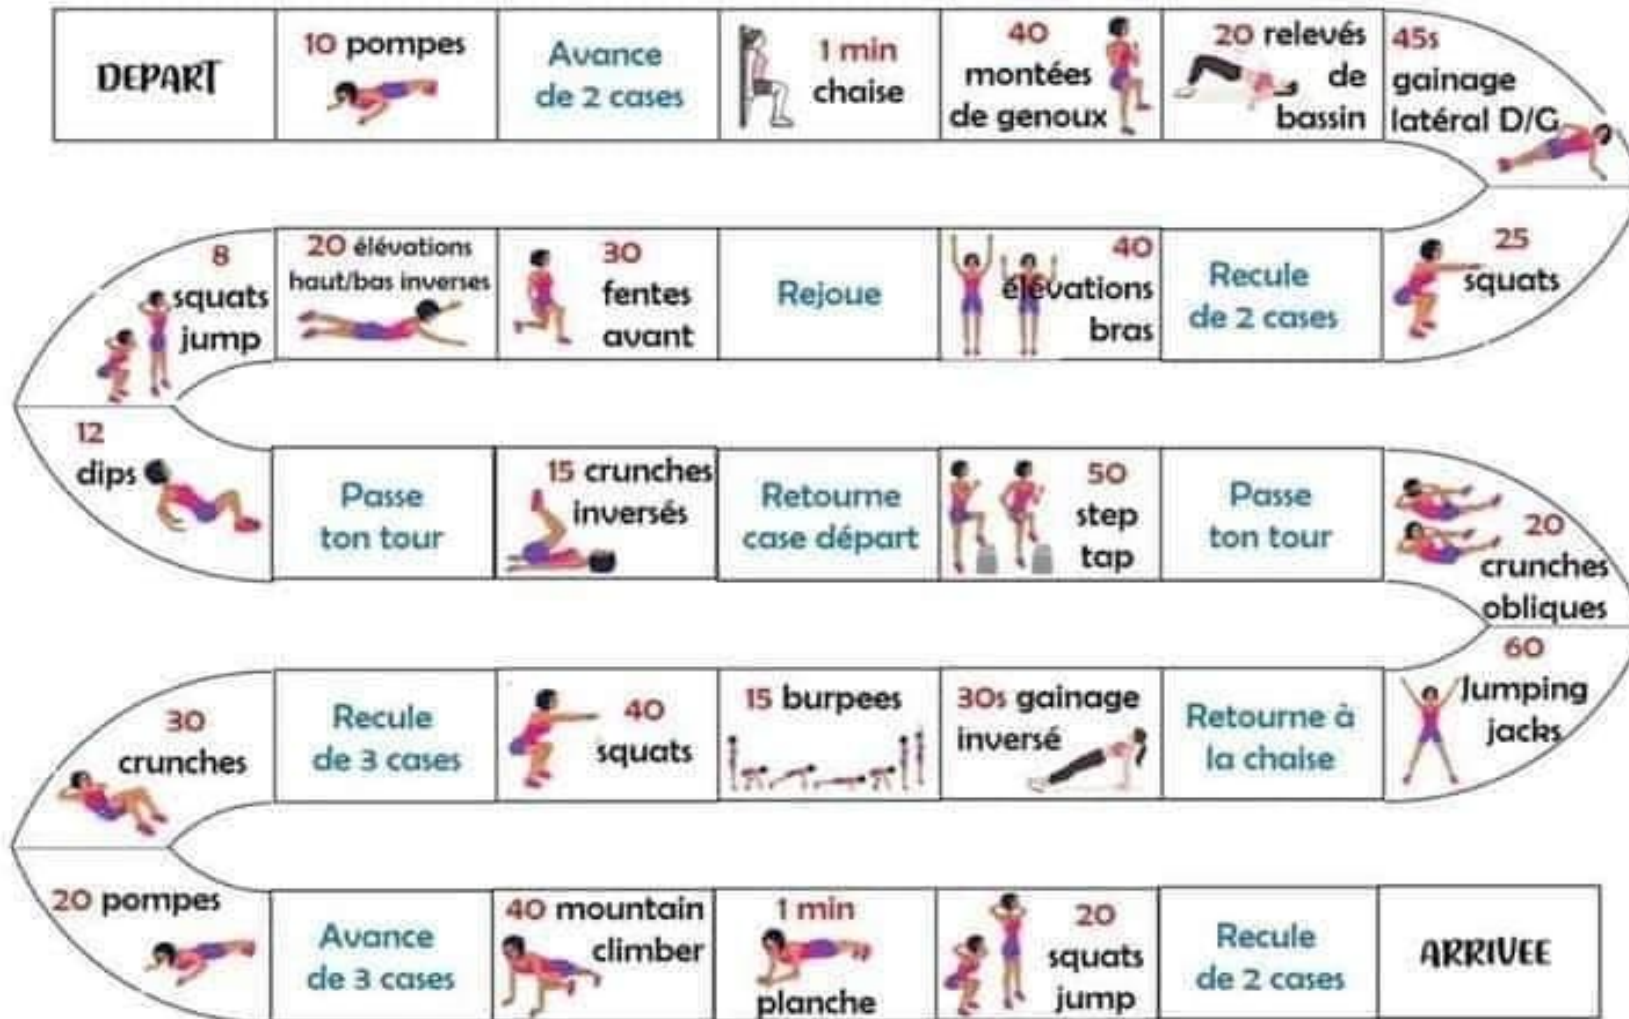 DEPART
10 pompes
Avance
de 2 cases
1 min
chaise
40
montées
de genoux
20 relevés
de
bassin
45s
gainage
latéral D/G
25
squats
Recule
de 2 cases
40
élévations
bras
Rejoue
30
fentes
avant
20 élévations
haut/bas inverses
8
squats
jump
12
dips
Passe
ton tour
15 crunches
inversés
Retourne
case départ
50
step
tap
Passe
ton tour
20
crunches
obliques
60
Jumping
jacks
Retourne à
la chaise
30s gainage
inversé
15 burpees
40
squats
Recule
de 3 cases
30
crunches
20 pompes
Avance
de 3 cases
40 mountain
climber
1 min
planche
20
squats
jump
Recule
de 2 cases
ARRIVEE